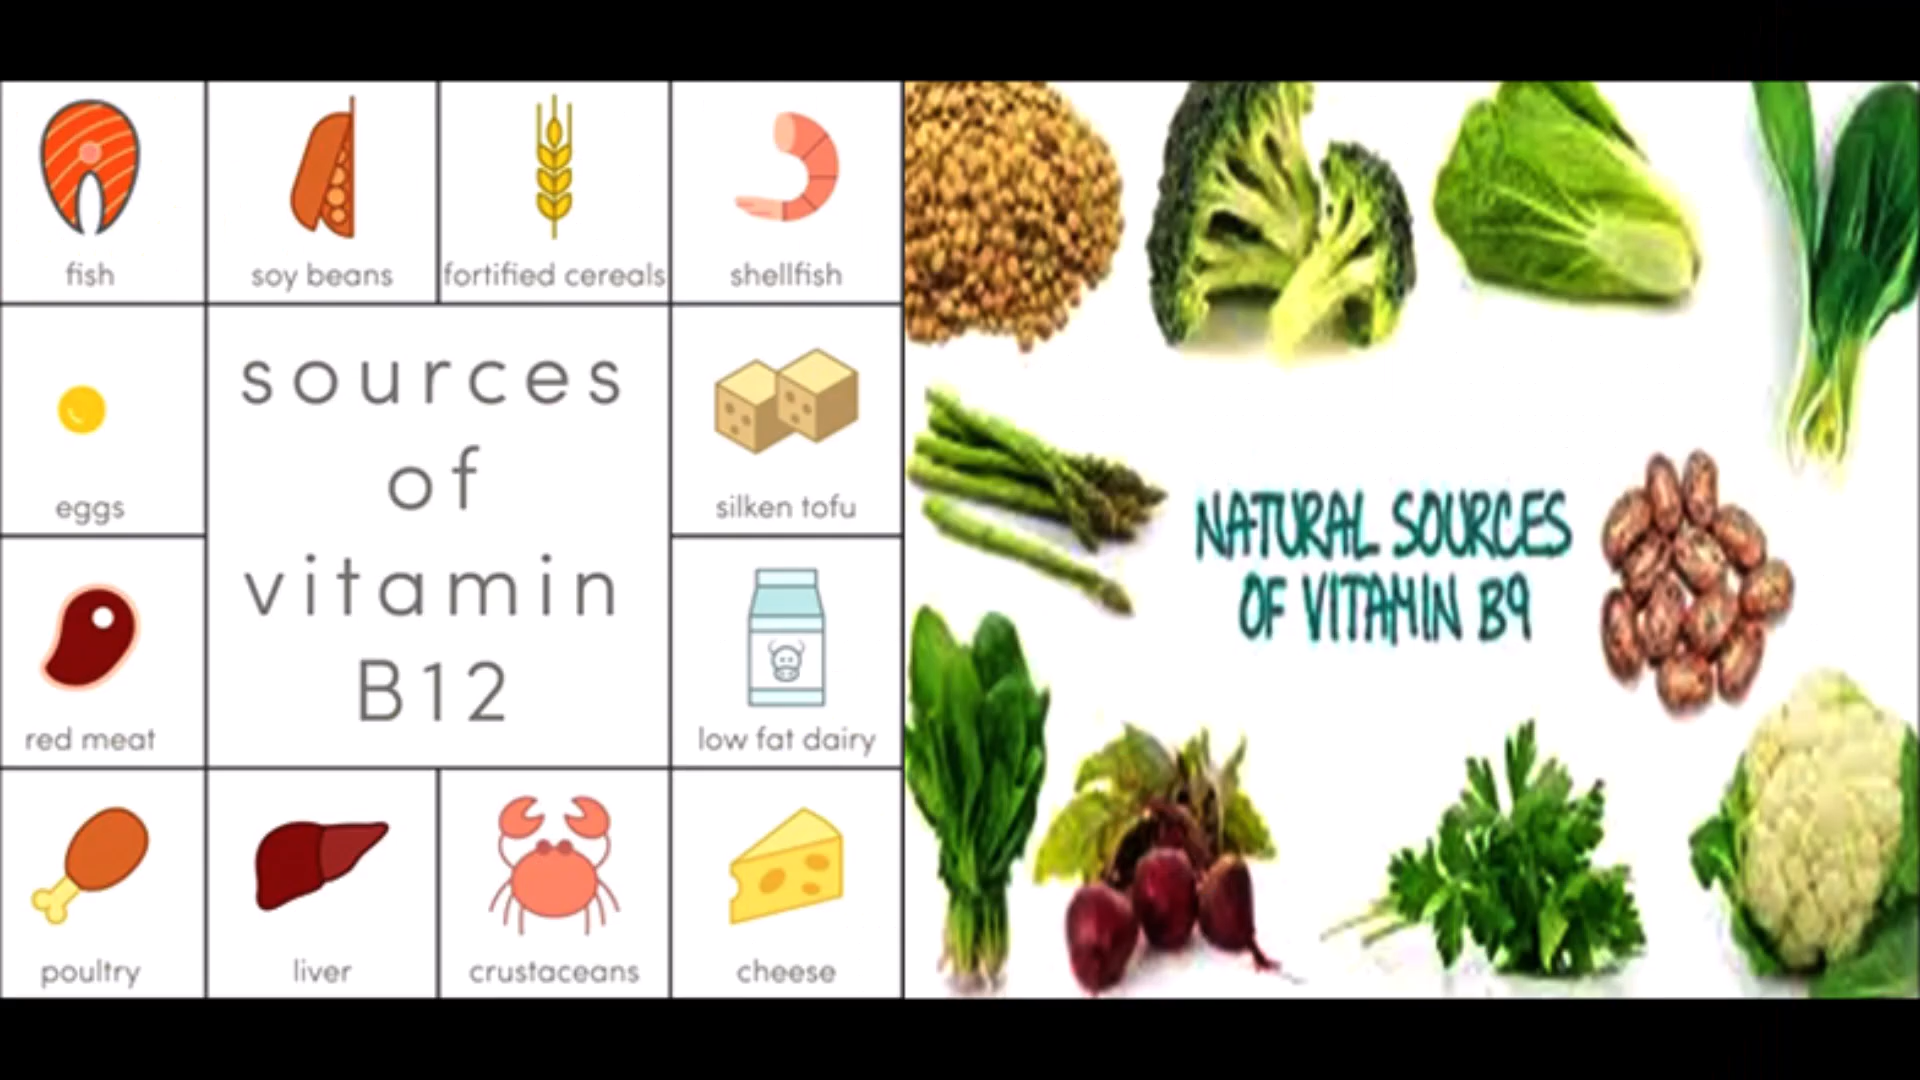 fish
soy beans
fortified cereals
shellfish
eggs
sources
of
vitamin
B12
silken tofu
red meat
low fat dairy
poultry
liver
crustaceans
cheese
NATURAL SOURCES
OF VITAMIN B9